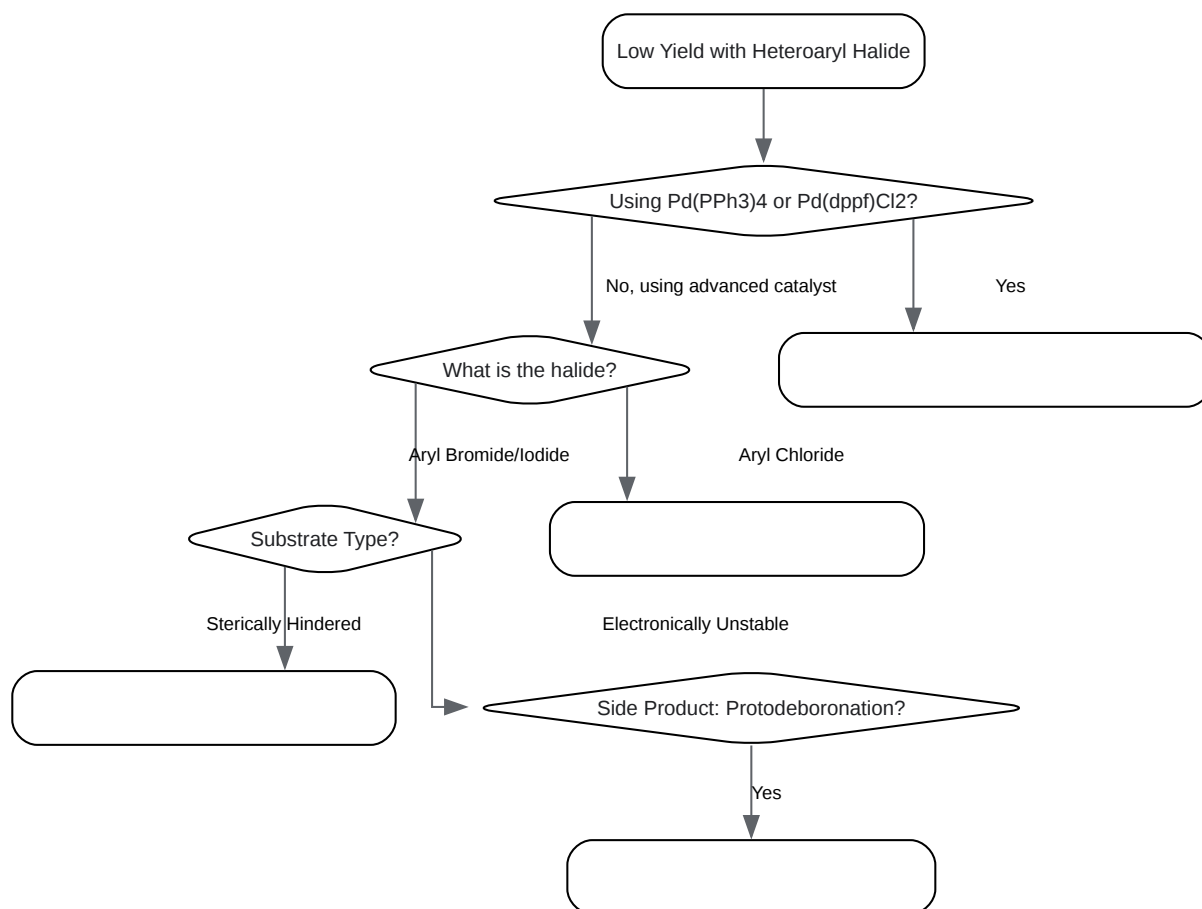 Low Yield with Heteroaryl Halide
Using Pd(PPh3)4 or Pd(dppf)Cl2?
No, using advanced catalyst
Yes
What is the halide?
Aryl Bromide/Iodide
Aryl Chloride
Substrate Type?
Sterically Hindered
Electronically Unstable
Side Product: Protodeboronation?
Yes